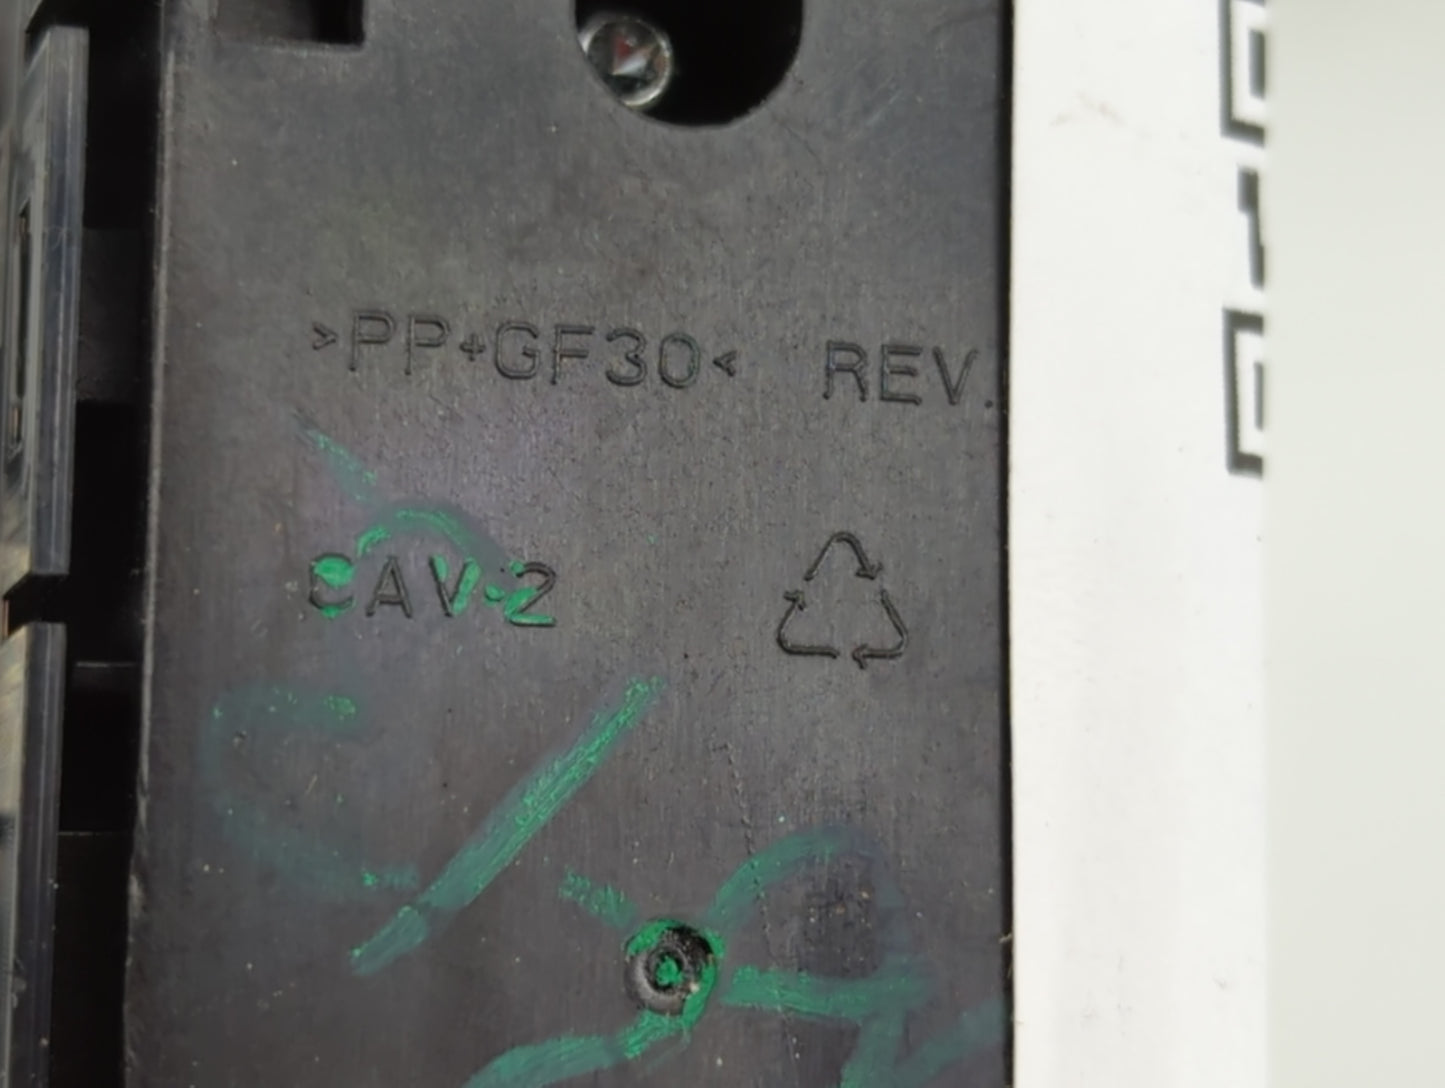 >PP+GF30< REV.
CAV-2